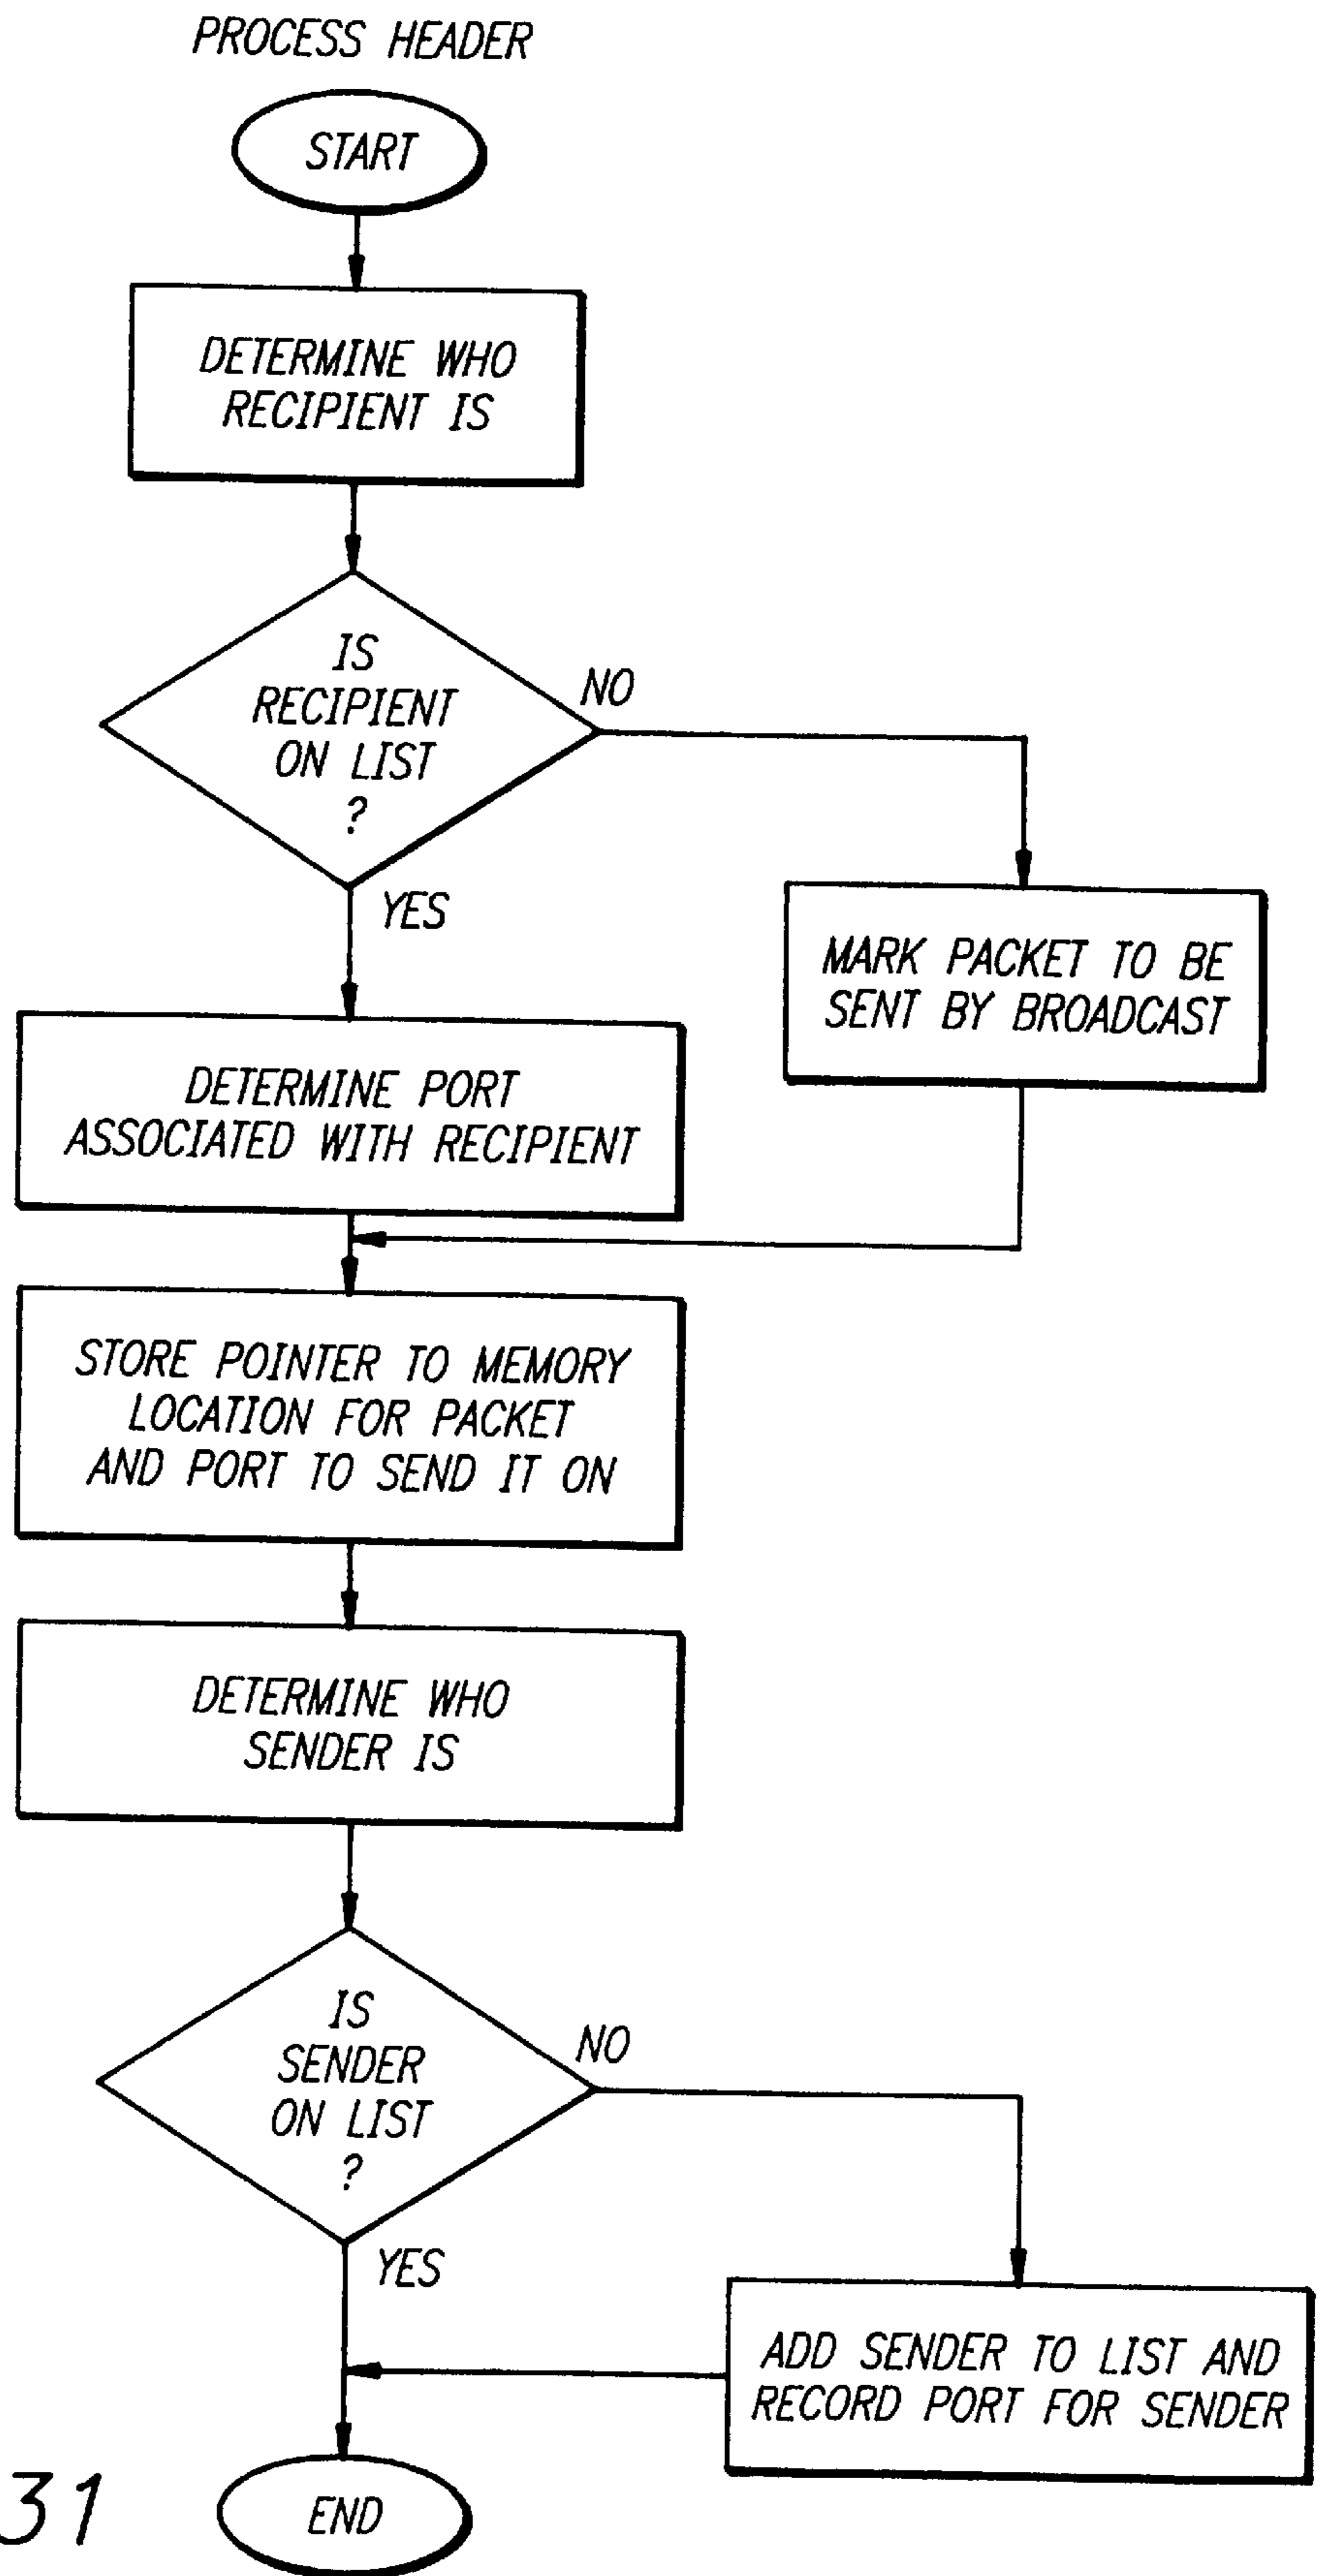 PROCESS HEADER
START
DETERMINE WHO
RECIPIENT IS
IS
RECIPIENT
ON LIST
?
NO
YES
MARK PACKET TO BE
SENT BY BROADCAST
DETERMINE PORT
ASSOCIATED WITH RECIPIENT
STORE POINTER TO MEMORY
LOCATION FOR PACKET
AND PORT TO SEND IT ON
DETERMINE WHO
SENDER IS
IS
SENDER
ON LIST
?
NO
YES
ADD SENDER TO LIST AND
RECORD PORT FOR SENDER
END
31